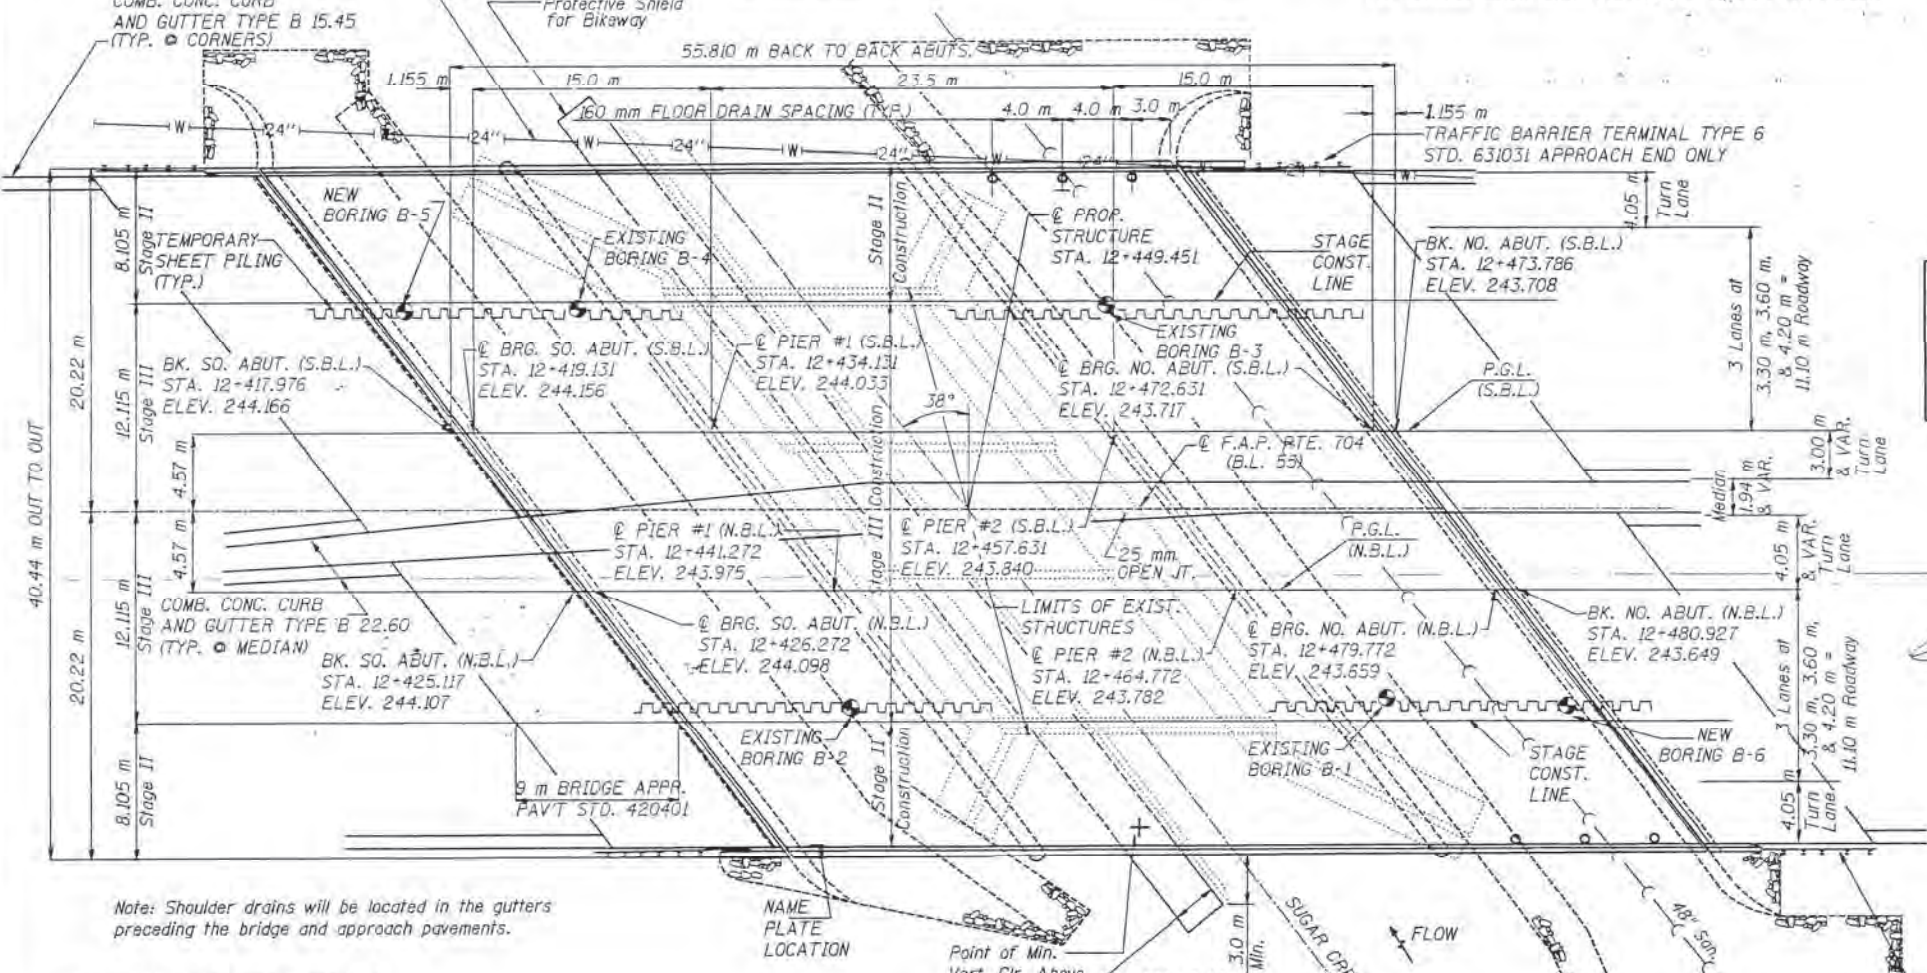 COMB. CONC. CURB
AND GUTTER TYPE B 15.45
(TYP. @ CORNERS)
Protective Shield
for Bikeway
55.810 m BACK TO BACK ABUTS.
1.155 m
15.0 m
23.5 m
15.0 m
160 mm FLOOR DRAIN SPACING (TYP.)
4.0 m
4.0 m
3.0 m
1.155 m
TRAFFIC BARRIER TERMINAL TYPE 6
STD. 631031 APPROACH END ONLY
W
24"
W
24"
W
24"
W
24"
W
24"
W
NEW
BORING B-5
TEMPORARY
SHEET PILING
(TYP.)
EXISTING
BORING B-4
Stage II
Construction
℄ PROP.
STRUCTURE
STA. 12+449.451
STAGE
CONST.
LINE
BK. NO. ABUT. (S.B.L.)
STA. 12+473.786
ELEV. 243.708
4.05 m
Turn
Lane
3 Lanes at
3.30 m, 3.60 m,
& 4.20 m =
11.10 m Roadway
8.105 m
Stage II
EXISTING
BORING B-3
BK. SO. ABUT. (S.B.L.)
STA. 12+417.976
ELEV. 244.166
℄ BRG. SO. ABUT. (S.B.L.)
STA. 12+419.131
ELEV. 244.156
℄ PIER #1 (S.B.L.)
STA. 12+434.131
ELEV. 244.033
38°
℄ BRG. NO. ABUT. (S.B.L.)
STA. 12+472.631
ELEV. 243.717
P.G.L.
(S.B.L.)
20.22 m
12.115 m
Stage III
40.44 m OUT TO OUT
4.57 m
4.57 m
Stage III Construction
℄ F.A.P. RTE. 704
(B.L. 55)
3.00 m
& VAR.
Turn
Lane
Median
1.94 m
& VAR.
℄ PIER #1 (N.B.L.)
STA. 12+441.272
ELEV. 243.975
℄ PIER #2 (S.B.L.)
STA. 12+457.631
ELEV. 243.840
25 mm
OPEN JT.
P.G.L.
(N.B.L.)
4.05 m
& VAR.
Turn
Lane
COMB. CONC. CURB
AND GUTTER TYPE B 22.60
(TYP. @ MEDIAN)
12.115 m
Stage III
20.22 m
BK. SO. ABUT. (N.B.L.)
STA. 12+425.117
ELEV. 244.107
℄ BRG. SO. ABUT. (N.B.L.)
STA. 12+426.272
ELEV. 244.098
LIMITS OF EXIST.
STRUCTURES
℄ PIER #2 (N.B.L.)
STA. 12+464.772
ELEV. 243.782
℄ BRG. NO. ABUT. (N.B.L.)
STA. 12+479.772
ELEV. 243.659
BK. NO. ABUT. (N.B.L.)
STA. 12+480.927
ELEV. 243.649
3 Lanes at
3.30 m, 3.60 m,
& 4.20 m =
11.10 m Roadway
EXISTING
BORING B-2
Stage II
Construction
EXISTING
BORING B-1
STAGE
CONST.
LINE
NEW
BORING B-6
8.105 m
Stage II
9 m BRIDGE APPR.
PAV'T STD. 420401
4.05 m
Turn
Lane
Note: Shoulder drains will be located in the gutters
preceding the bridge and approach pavements.
NAME
PLATE
LOCATION
Point of Min.
Vert. Clr. Above
3.0 m
Min.
SUGAR
FLOW
48" San.